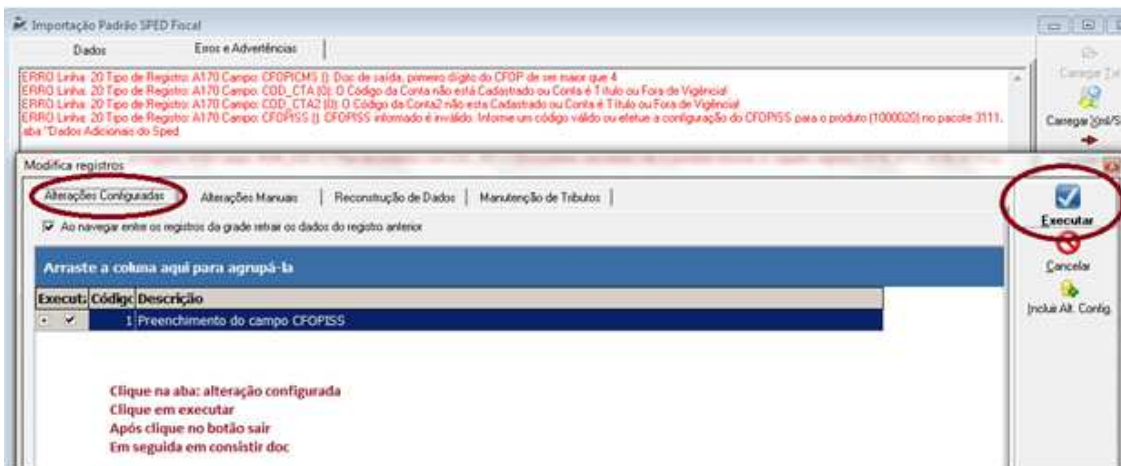 Importação Padrão SPED Fiscal
Dados Erros e Advertências
ERRO Linha: 20 Tipo de Registro: A170 Campo: CFOPICMS (): Doc de saída, primeiro dígito do CFOP de ser maior que 4
ERRO Linha: 20 Tipo de Registro: A170 Campo: COD_CTA (0): O Código da Conta não está Cadastrado ou Conta é Título ou Fora de Vigência!
ERRO Linha: 20 Tipo de Registro: A170 Campo: COD_CTA2 (0): O Código da Conta2 não esta Cadastrado ou Conta é Título ou Fora de Vigência!
ERRO Linha: 20 Tipo de Registro: A170 Campo: CFOPISS (): CFOPISS informado é inválido. Informe um código válido ou efetue a configuração do CFOPISS para o produto (1000020) no pacote 3111,
aba "Dados Adicionais do Sped
Carregar
Carregar Xml/S
Modifica registros
Alterações Configuradas Alterações Manuais Reconstrução de Dados Manutenção de Tributos
Ao navegar entre os registros da grade retrair os dados do registro anterior
Executar
Cancelar
Incluir Alt. Config.
Arraste a coluna aqui para agrupá-la
Execut Códigc Descrição
1 Preenchimento do campo CFOPISS
Clique na aba: alteração configurada
Clique em executar
Após clique no botão sair
Em seguida em consistir doc